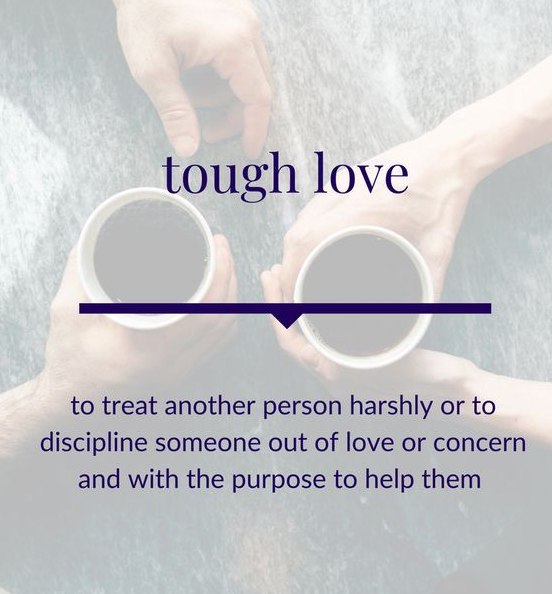 tough love
to treat another person harshly or to
discipline someone out of love or concern
and with the purpose to help them